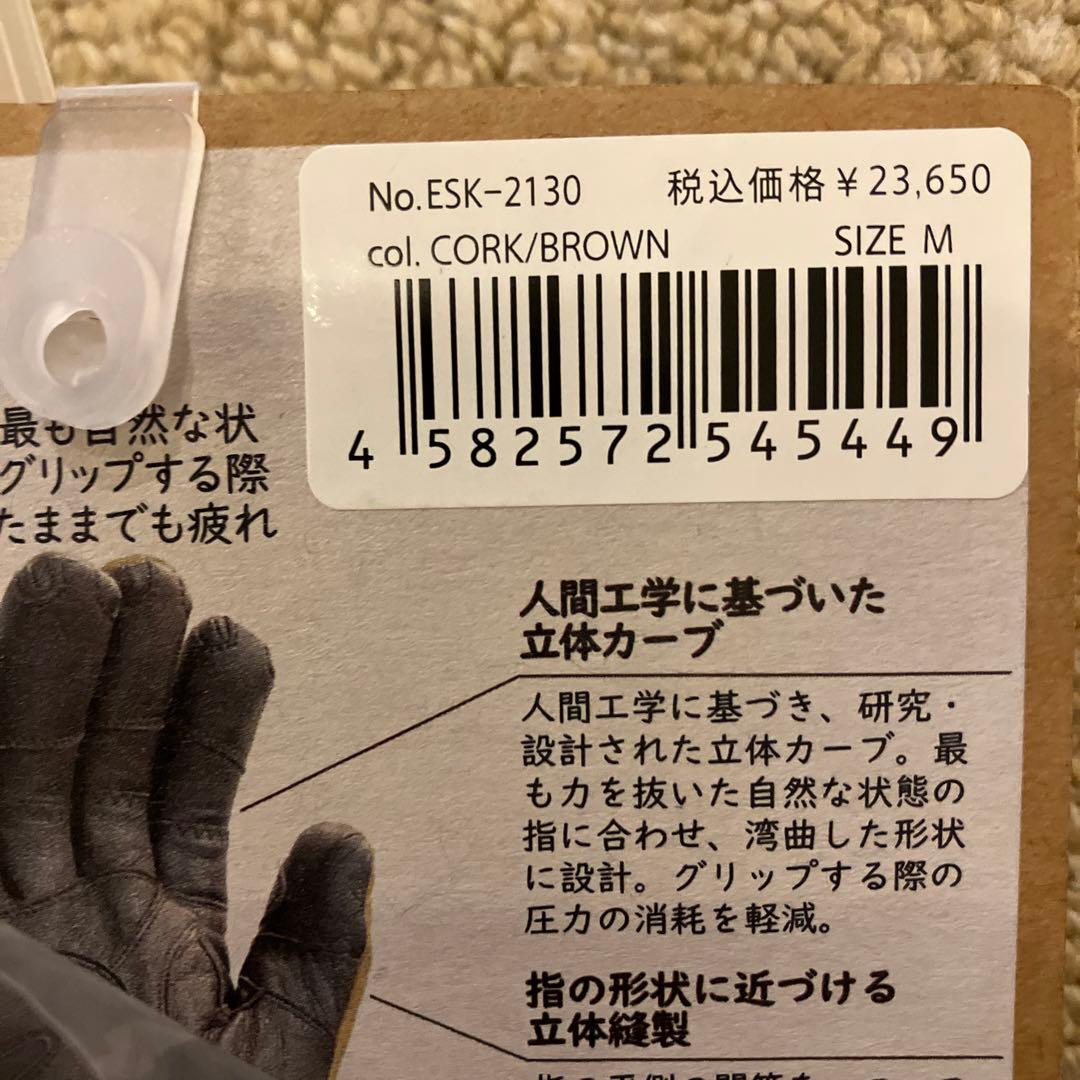 No.ESK-2130 税込価格￥23,650
col. CORK/BROWN SIZE M
4 582572 545449
最も自然な状
グリップする際
たままでも疲れ
人間工学に基づいた
立体カーブ
人間工学に基づき、研究・
設計された立体カーブ。最
も力を抜いた自然な状態の
指に合わせ、湾曲した形状
に設計。グリップする際の
圧力の消耗を軽減。
指の形状に近づける
立体縫製